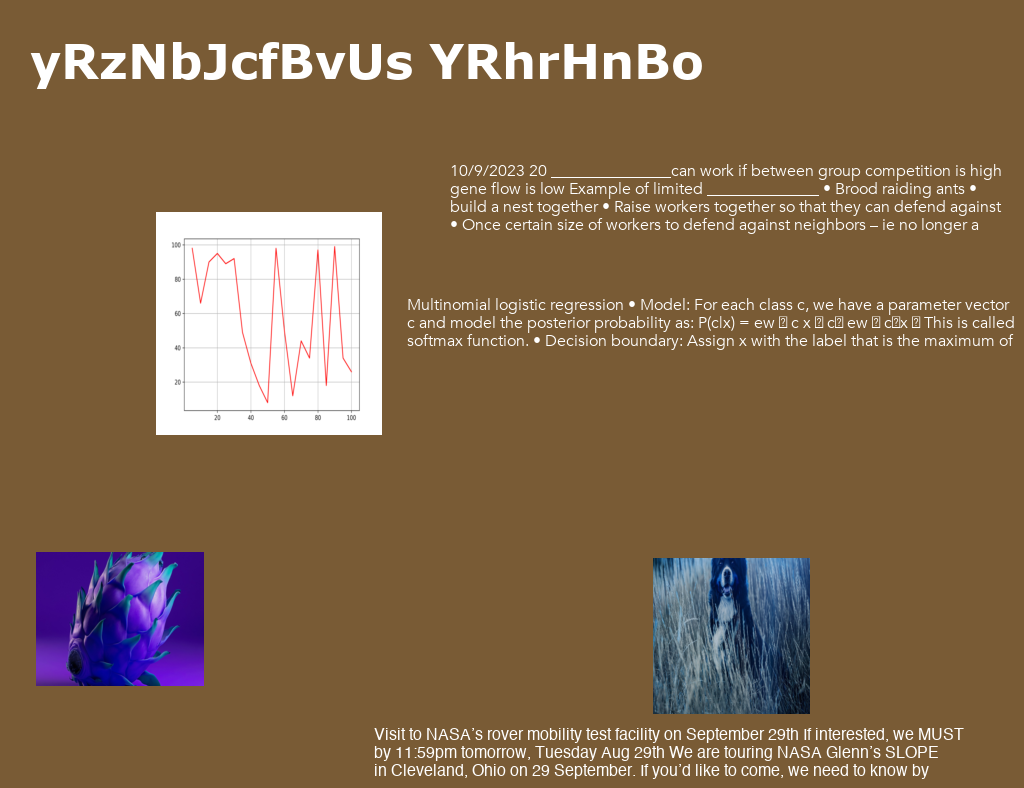 yRzNbJcfBvUs YRhrHnBo
10/9/2023 20 _______________can work if between group competition is high
gene flow is low Example of limited ______________ • Brood raiding ants •
build a nest together • Raise workers together so that they can defend against
• Once certain size of workers to defend against neighbors – ie no longer a
Multinomial logistic regression • Model: For each class c, we have a parameter vector
c and model the posterior probability as: P(c|x) = ew  c x  c ew  cx  This is called
softmax function. • Decision boundary: Assign x with the label that is the maximum of
100
80
60
40
20
20 40 60 80 100
Visit to NASA’s rover mobility test facility on September 29th If interested, we MUST
by 11:59pm tomorrow, Tuesday Aug 29th We are touring NASA Glenn’s SLOPE
in Cleveland, Ohio on 29 September. If you’d like to come, we need to know by